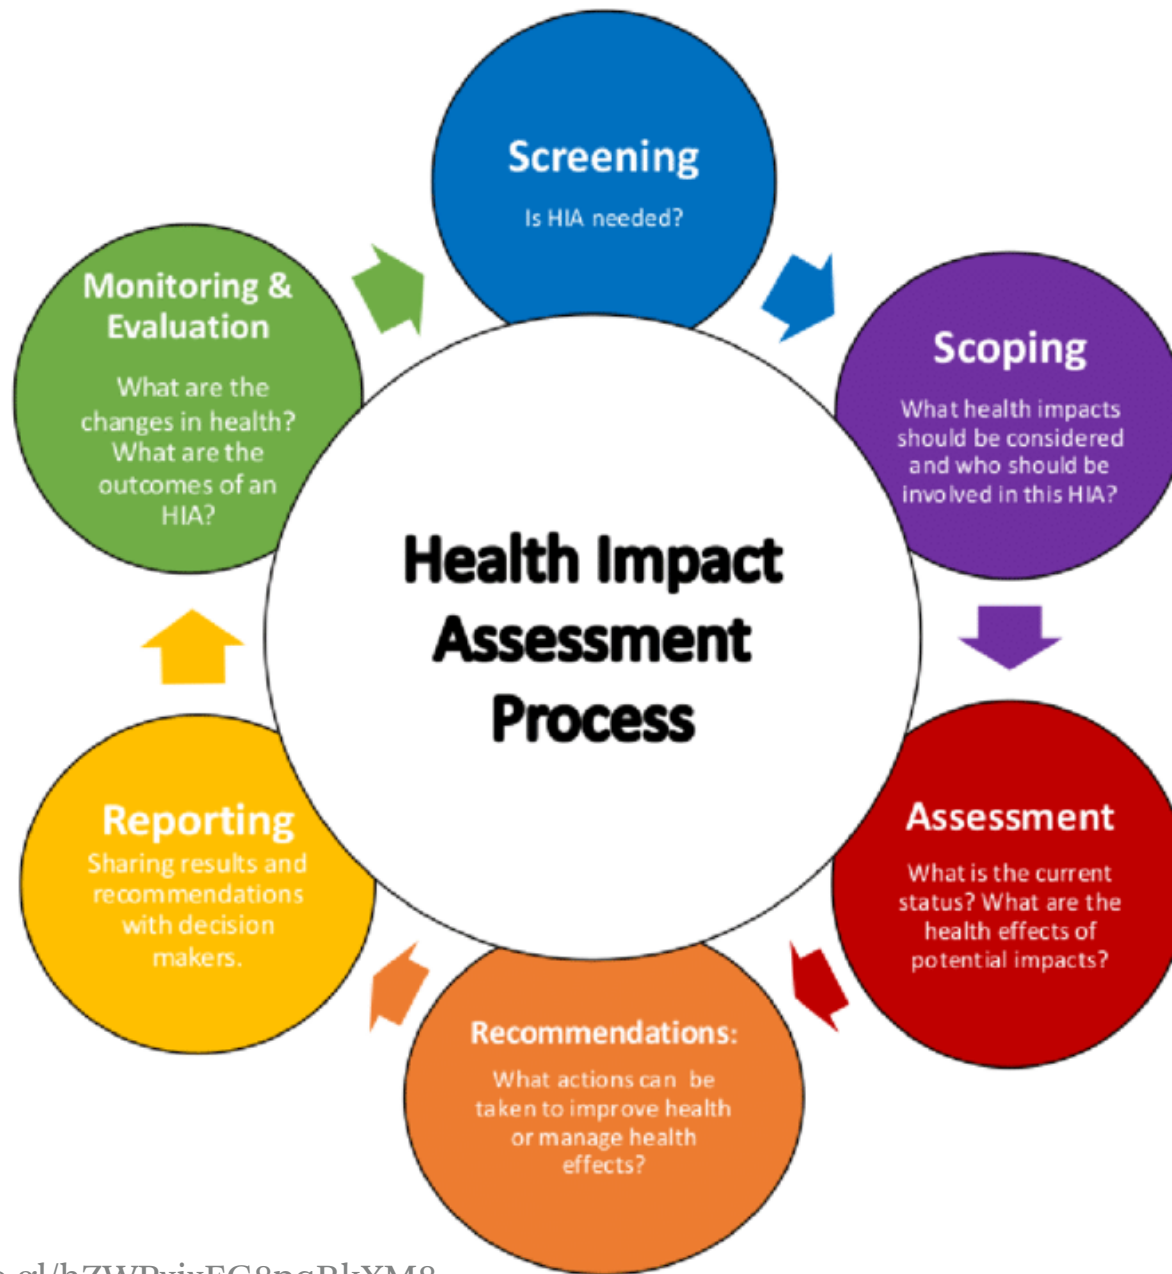 Screening
Is HIA needed?
Monitoring &
Evaluation
What are the
changes in health?
What are the
outcomes of an
HIA?
Scoping
What health impacts
should be considered
and who should be
involved in this HIA?
Health Impact
Assessment
Process
Reporting
Sharing results and
recommendations
with decision
makers.
Assessment
What is the current
status? What are the
health effects of
potential impacts?
Recommendations:
What actions can be
taken to improve health
or manage health
effects?